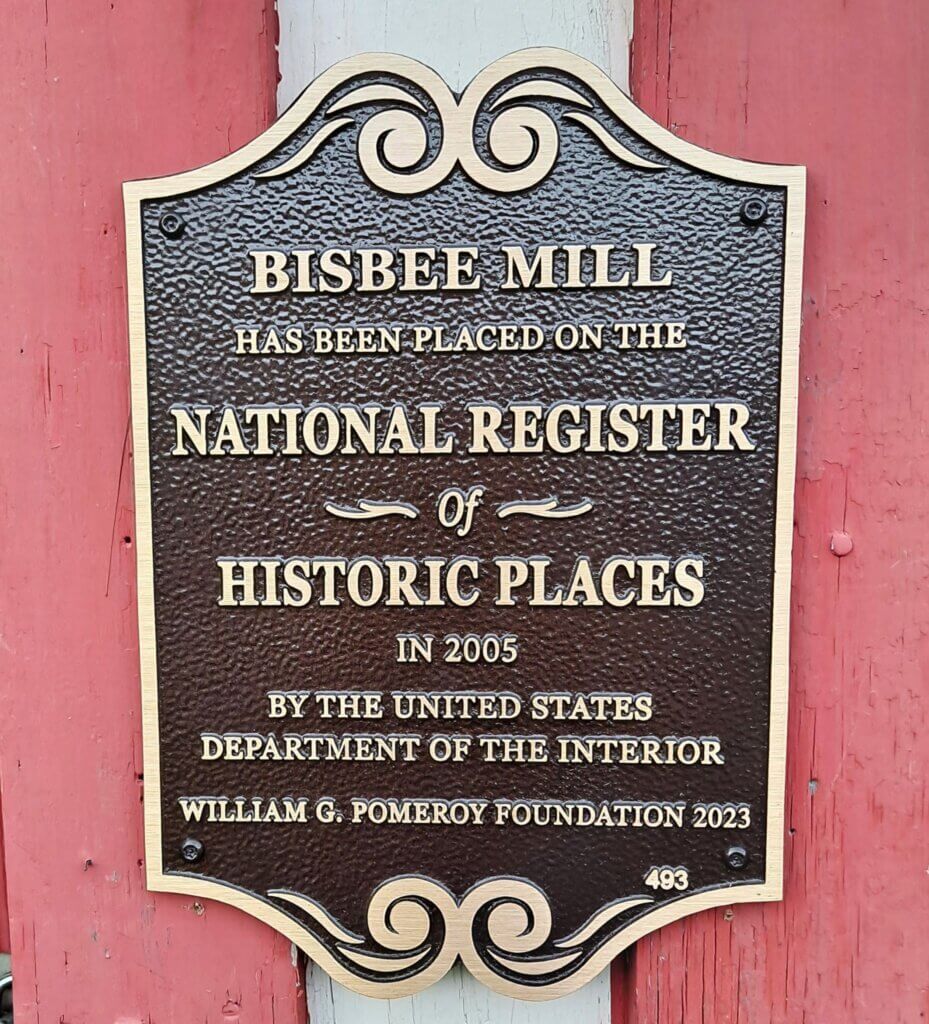 BISBEE MILL
HAS BEEN PLACED ON THE
NATIONAL REGISTER
Of
HISTORIC PLACES
IN 2005
BY THE UNITED STATES
DEPARTMENT OF THE INTERIOR
WILLIAM G. POMEROY FOUNDATION 2023
493